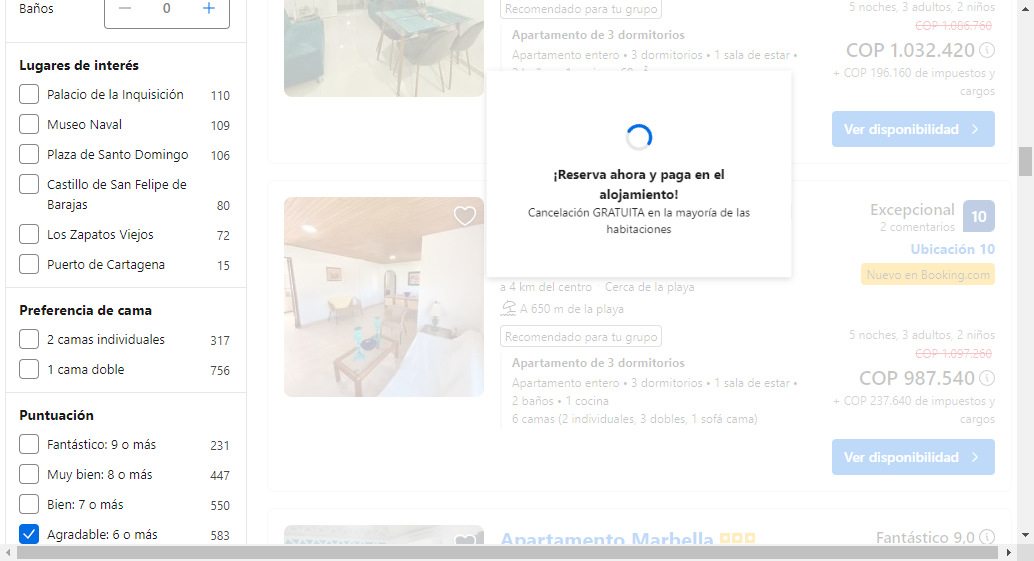 Baños
0
Lugares de interés
Palacio de la Inquisición 110
Museo Naval 109
Plaza de Santo Domingo 106
Castillo de San Felipe de
Barajas 80
Los Zapatos Viejos 72
Puerto de Cartagena 15
Preferencia de cama
2 camas individuales 317
1 cama doble 756
Puntuación
Fantástico: 9 o más 231
Muy bien: 8 o más 447
Bien: 7 o más 550
Agradable: 6 o más 583
Recomendado para tu grupo
Apartamento de 3 dormitorios
Apartamento entero • 3 dormitorios • 1 sala de estar •
5 noches, 3 adultos, 2 niños
COP 1.086.760
COP 1.032.420
+ COP 196.160 de impuestos y
cargos
Ver disponibilidad
¡Reserva ahora y paga en el
alojamiento!
Cancelación GRATUITA en la mayoría de las
habitaciones
Excepcional 10
2 comentarios
Ubicación 10
Nuevo en Booking.com
a 4 km del centro Cerca de la playa
A 650 m de la playa
Recomendado para tu grupo
Apartamento de 3 dormitorios
Apartamento entero • 3 dormitorios • 1 sala de estar •
2 baños • 1 cocina
6 camas (2 individuales, 3 dobles, 1 sofá cama)
5 noches, 3 adultos, 2 niños
COP 1.097.260
COP 987.540
+ COP 237.640 de impuestos y
cargos
Ver disponibilidad
Apartamento Marbella
Fantástico 9,0